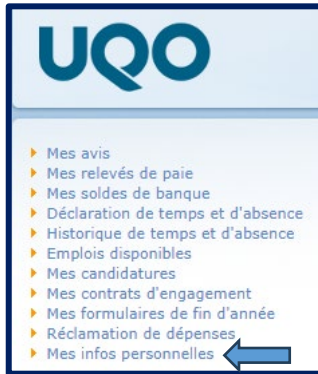 UQO
Mes avis
Mes relevés de paie
Mes soldes de banque
Déclaration de temps et d'absence
Historique de temps et d'absence
Emplois disponibles
Mes candidatures
Mes contrats d'engagement
Mes formulaires de fin d'année
Réclamation de dépenses
Mes infos personnelles